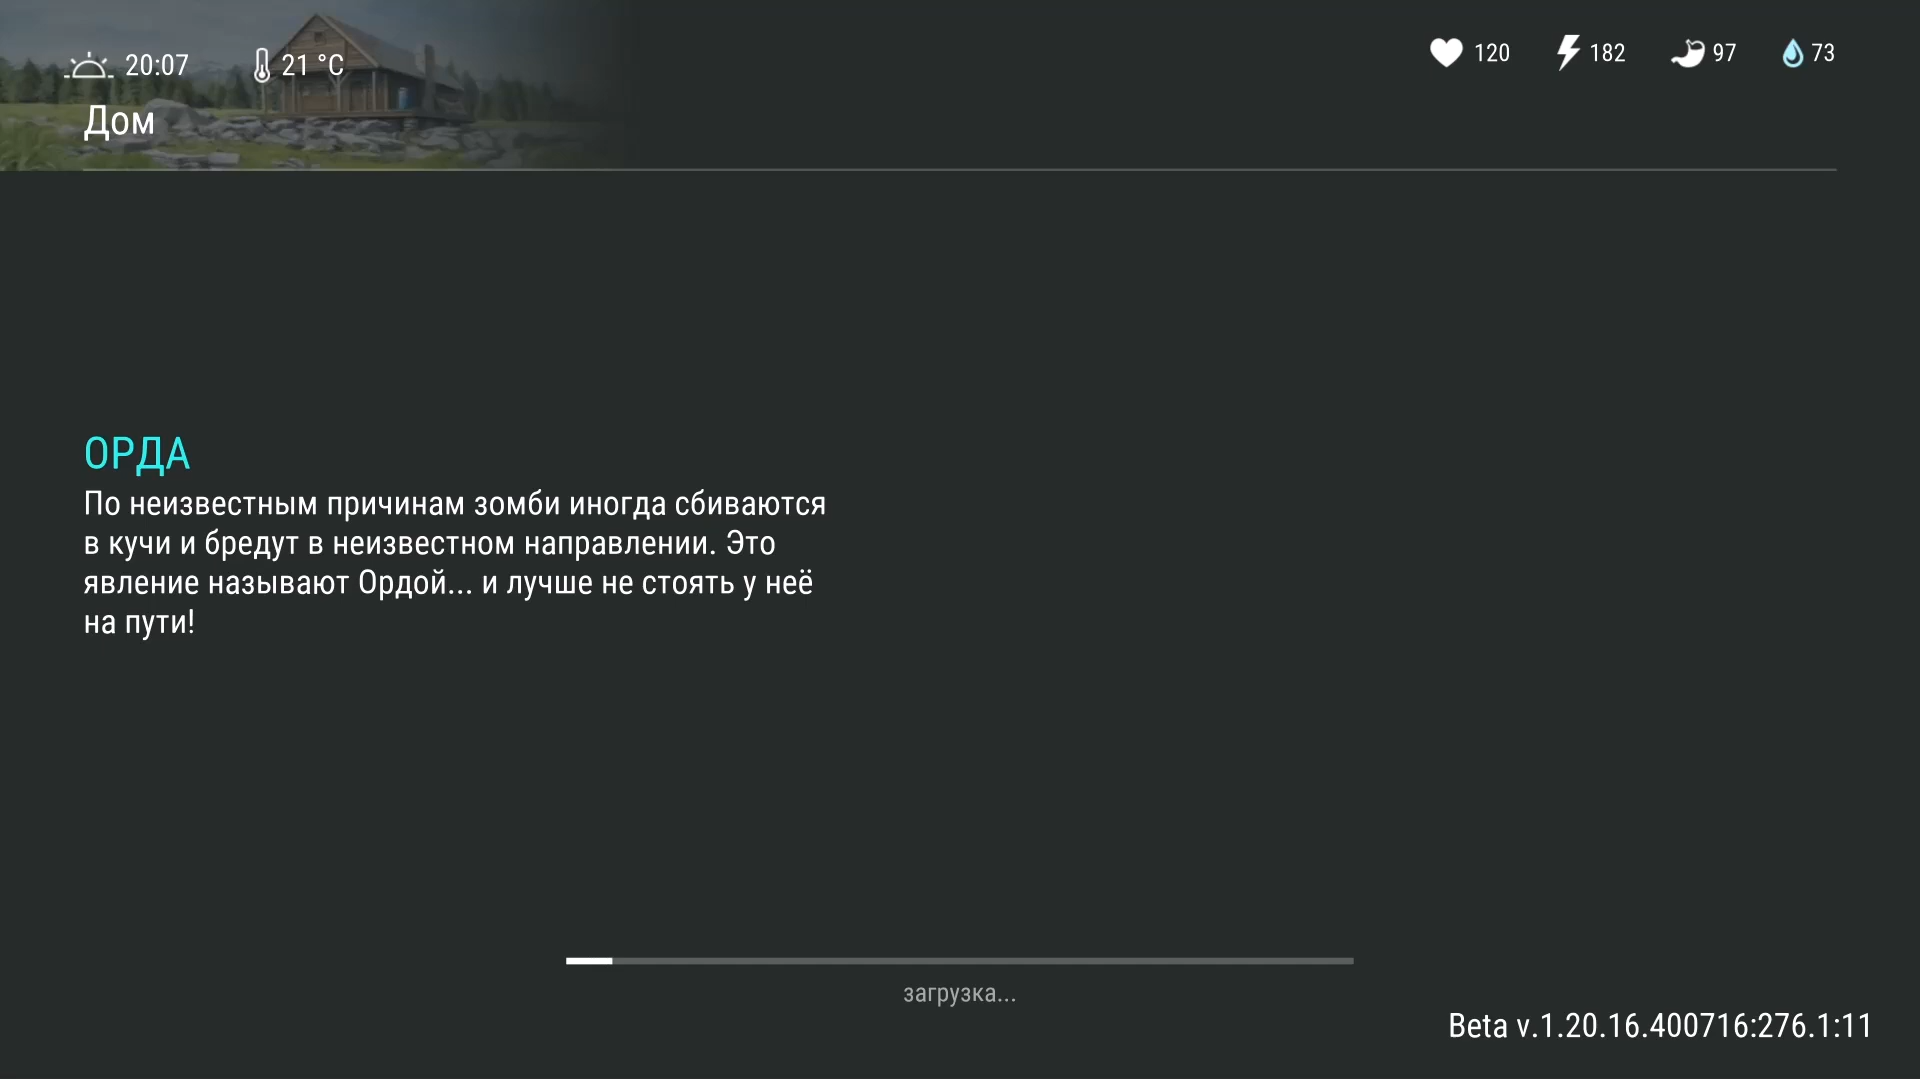 20:07 21 °C 120 182 97 73
Дом
ОРДА
По неизвестным причинам зомби иногда сбиваются
в кучи и бредут в неизвестном направлении. Это
явление называют Ордой... и лучше не стоять у неё
на пути!
загрузка...
Beta v.1.20.16.400716:276.1:11